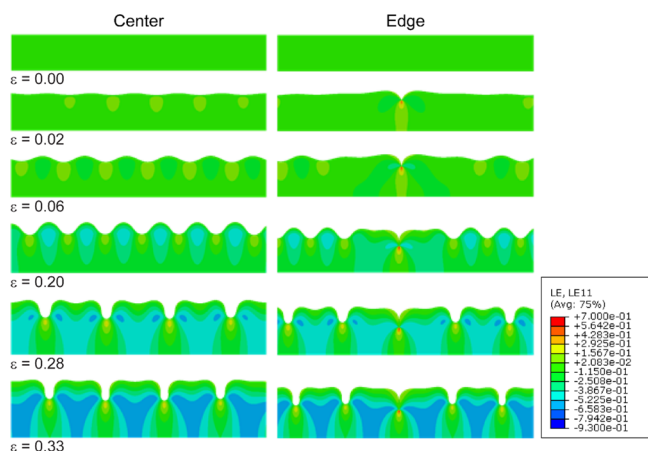 Center Edge
ε = 0.00
ε = 0.02
ε = 0.06
ε = 0.20
ε = 0.28
ε = 0.33
LE, LE11
(Avg: 75%)
+7.000e-01
+5.642e-01
+4.283e-01
+2.925e-01
+1.567e-01
+2.083e-02
-1.150e-01
-2.508e-01
-3.867e-01
-5.225e-01
-6.583e-01
-7.942e-01
-9.300e-01